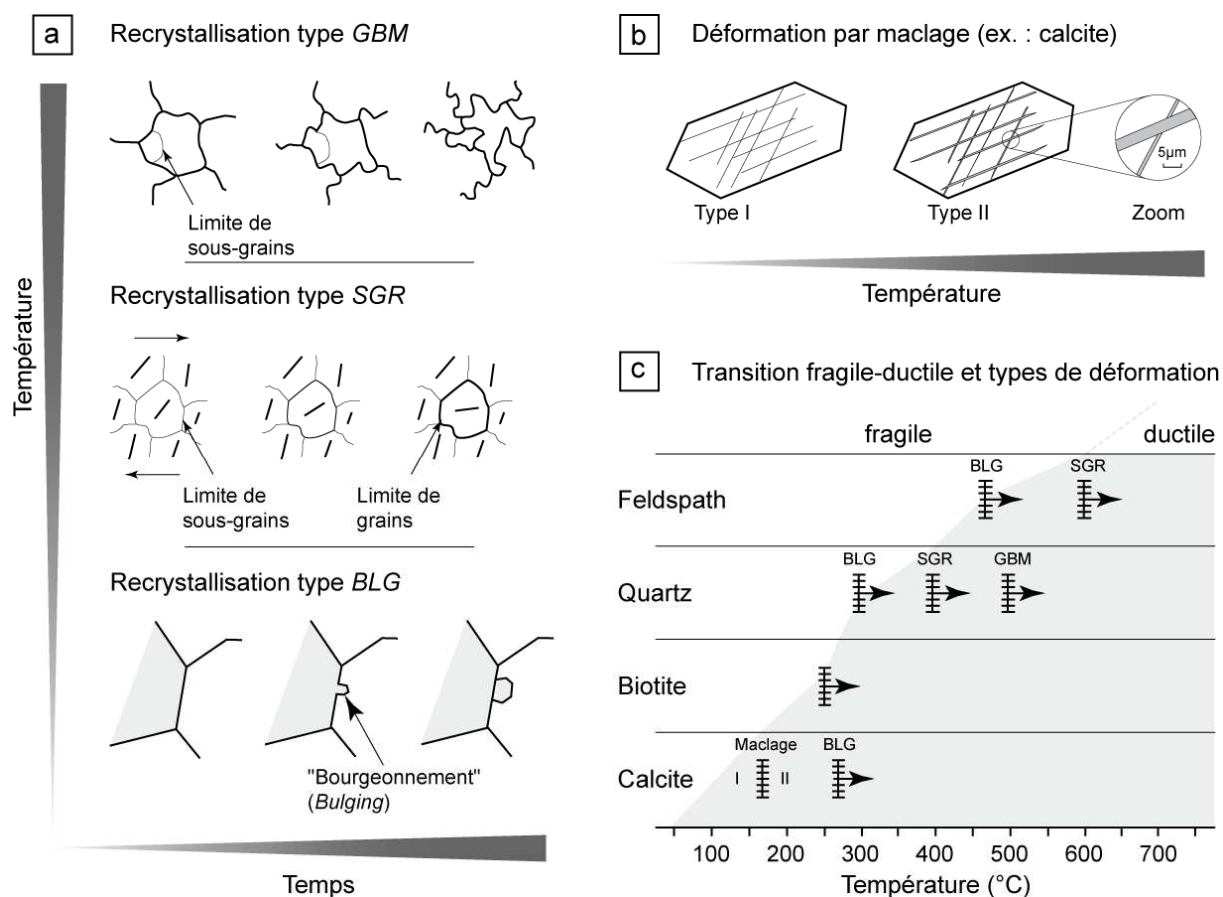 a
Recrystallisation type GBM
Température
Limite de
sous-grains
Recrystallisation type SGR
Limite de
sous-grains
Limite de
grains
Recrystallisation type BLG
"Bourgeonnement"
(Bulging)
Temps
b
Déformation par maclage (ex. : calcite)
5µm
Type I
Type II
Zoom
Température
c
Transition fragile-ductile et types de déformation
fragile
ductile
Feldspath
BLG
SGR
Quartz
BLG
SGR
GBM
Biotite
Calcite
Maclage
I
II
BLG
100 200 300 400 500 600 700
Température (°C)